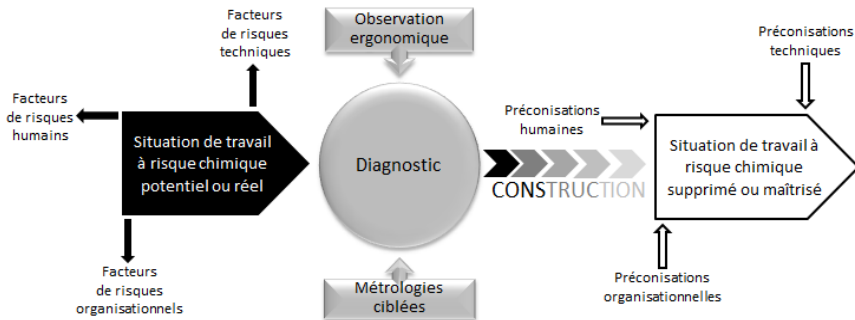 Facteurs
de risques
techniques
Observation
ergonomique
Préconisations
techniques
Facteurs
de risques
humains
Situation de travail
à risque chimique
potentiel ou réel
Diagnostic
CONSTRUCTION
Préconisations
humaines
Situation de travail à
risque chimique
supprimé ou maîtrisé
Facteurs
de risques
organisationnels
Métrologies
ciblées
Préconisations
organisationnelles